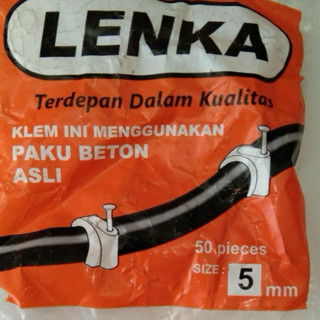 LENKA
Terdepan Dalam Kualitas
KLEM INI MENGGUNAKAN
PAKU BETON
ASLI
50 pieces
SIZE: 5 mm